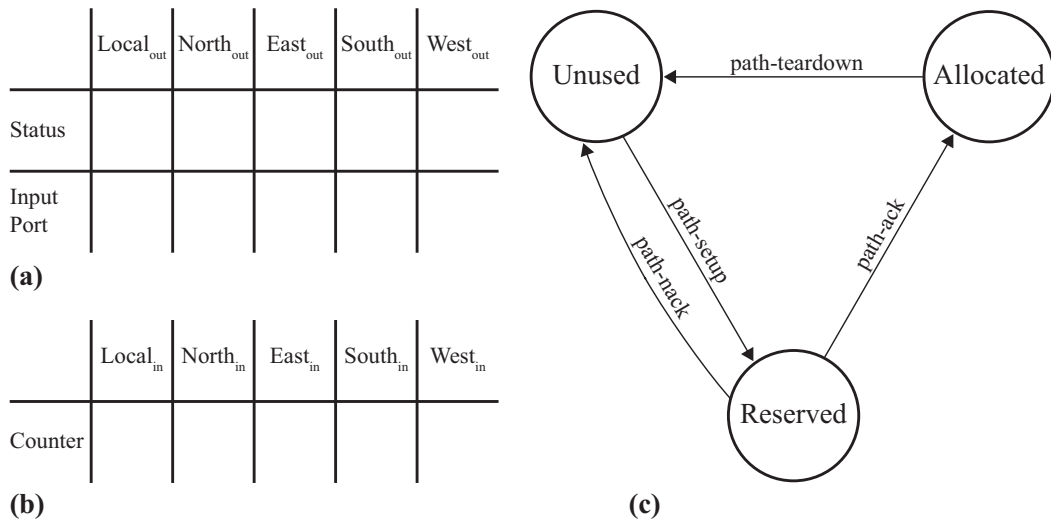 Local_out North_out East_out South_out West_out
Status
Input
Port
(a)
Local_in North_in East_in South_in West_in
Counter
(b)
Unused
path-teardown
Allocated
path-setup
path-nack
path-ack
Reserved
(c)